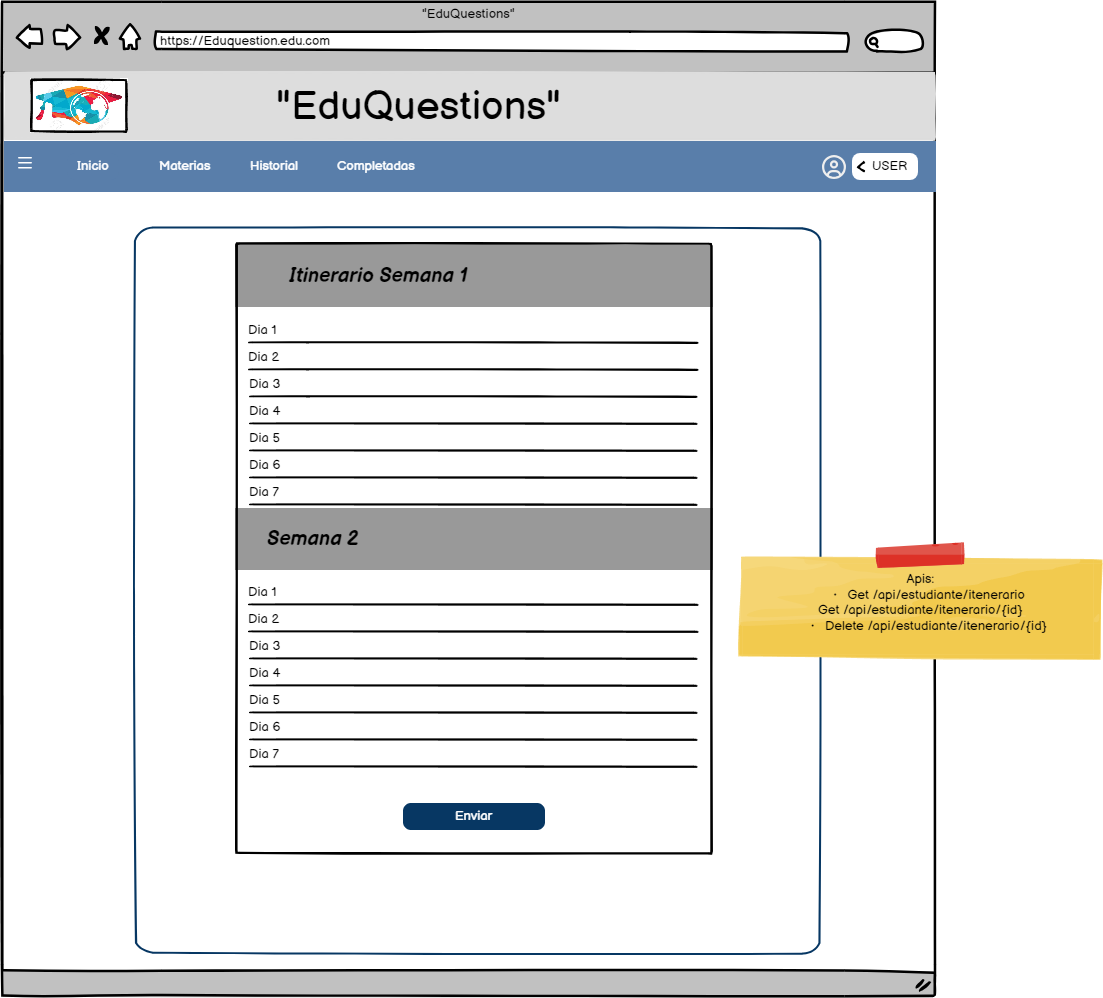 "EduQuestions"
https://Eduquestion.edu.com
"EduQuestions"
Inicio Materias Historial Completadas USER
Itinerario Semana 1
Dia 1
Dia 2
Dia 3
Dia 4
Dia 5
Dia 6
Dia 7
Semana 2
Dia 1
Dia 2
Dia 3
Dia 4
Dia 5
Dia 6
Dia 7
Enviar
Apis:
· Get /api/estudiante/itenerario
Get /api/estudiante/itenerario/{id}
· Delete /api/estudiante/itenerario/{id}